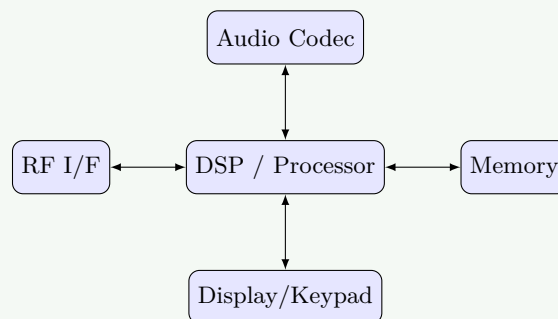 Audio Codec
RF I/F
DSP / Processor
Memory
Display/Keypad